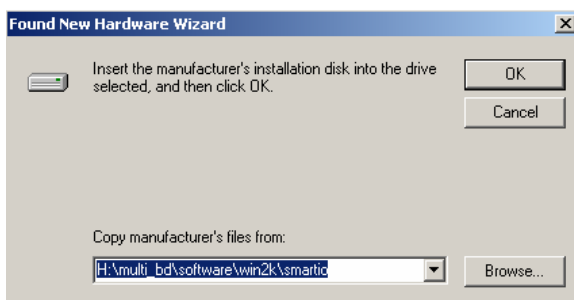 Found New Hardware Wizard
Insert the manufacturer's installation disk into the drive
selected, and then click OK.
OK
Cancel
Copy manufacturer's files from:
H:\multi_bd\software\win2k\smartio
Browse...